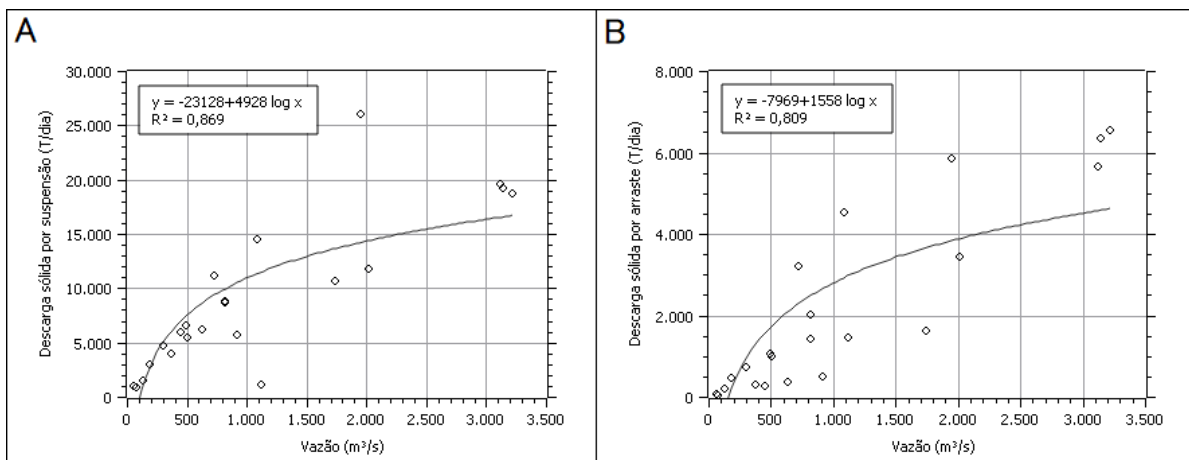 A
30.000
25.000
20.000
15.000
10.000
5.000
0
y = -23128+4928 log x
R² = 0,869
Descarga sólida por suspensão (T/dia)
0 500 1.000 1.500 2.000 2.500 3.000 3.500
Vazão (m³/s)
B
8.000
6.000
4.000
2.000
0
y = -7969+1558 log x
R² = 0,809
Descarga sólida por arraste (T/dia)
0 500 1.000 1.500 2.000 2.500 3.000 3.500
Vazão (m³/s)